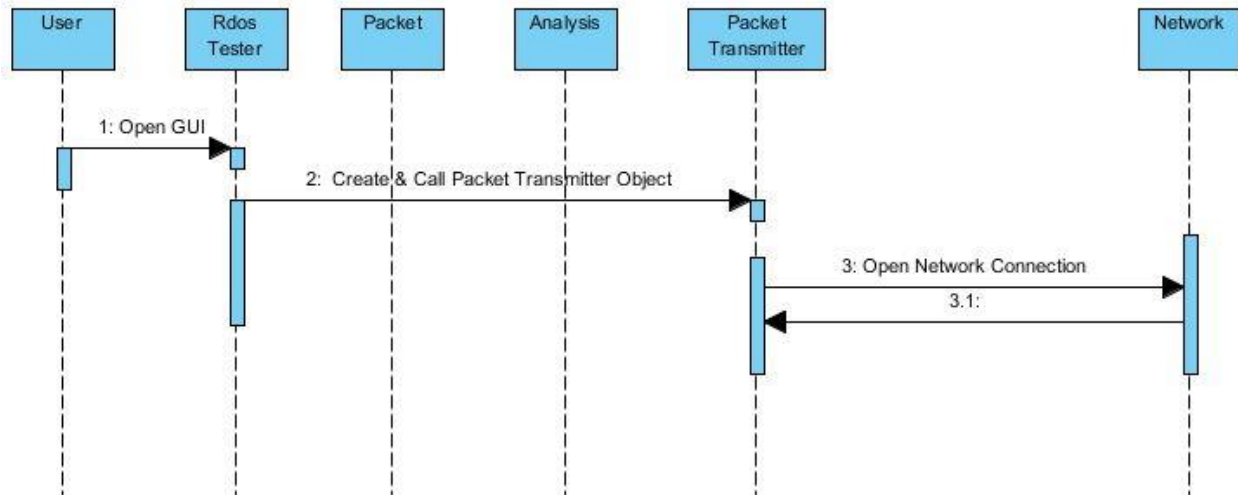 User
Rdos
Tester
Packet
Analysis
Packet
Transmitter
Network
1: Open GUI
2: Create & Call Packet Transmitter Object
3: Open Network Connection
3.1: